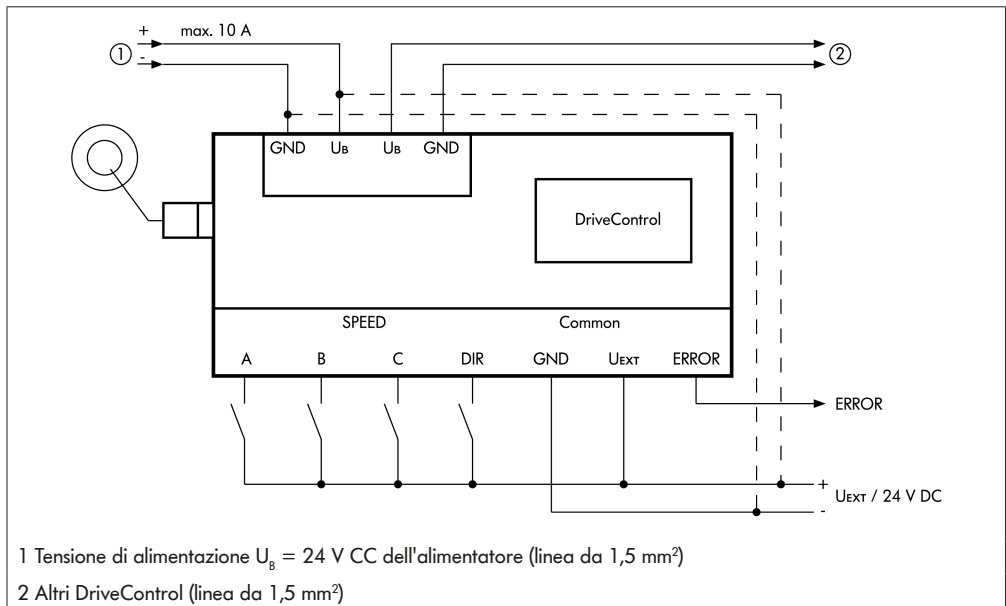 + max. 10 A
1
-
2
GND UB UB GND
DriveControl
SPEED Common
A B C DIR GND UEXT ERROR
ERROR
+
UEXT / 24 V DC
-
1 Tensione di alimentazione UB = 24 V CC dell'alimentatore (linea da 1,5 mm²)
2 Altri DriveControl (linea da 1,5 mm²)